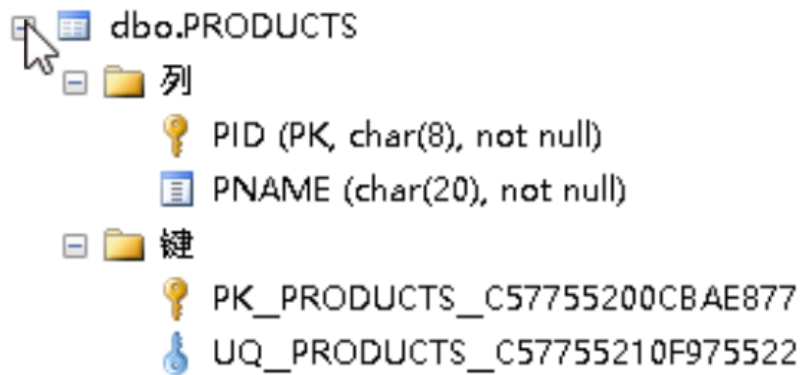 dbo.PRODUCTS
列
PID (PK, char(8), not null)
PNAME (char(20), not null)
键
PK__PRODUCTS__C57755200CBAE877
UQ__PRODUCTS__C57755210F975522